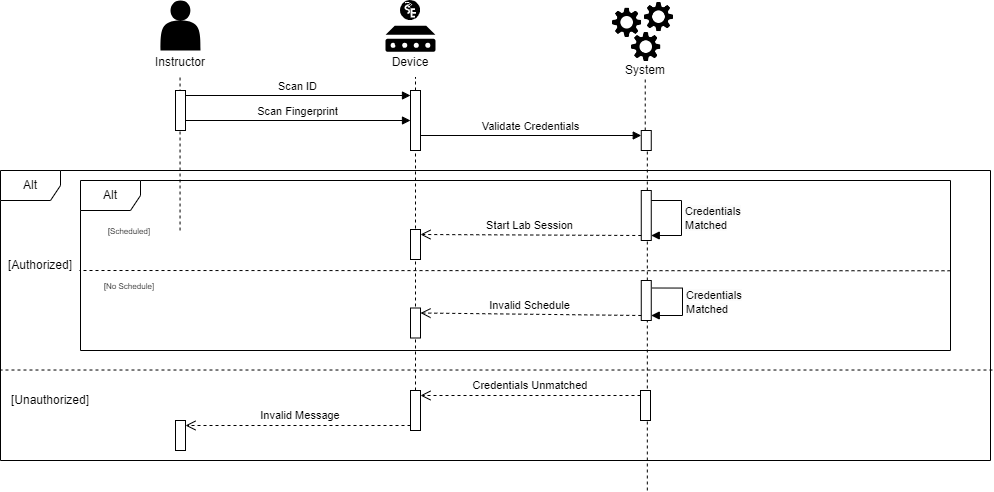 Instructor
Device
System
Scan ID
Scan Fingerprint
Validate Credentials
Alt
Alt
Credentials
Matched
Start Lab Session
[Scheduled]
[Authorized]
[No Schedule]
Credentials
Matched
Invalid Schedule
Credentials Unmatched
[Unauthorized]
Invalid Message